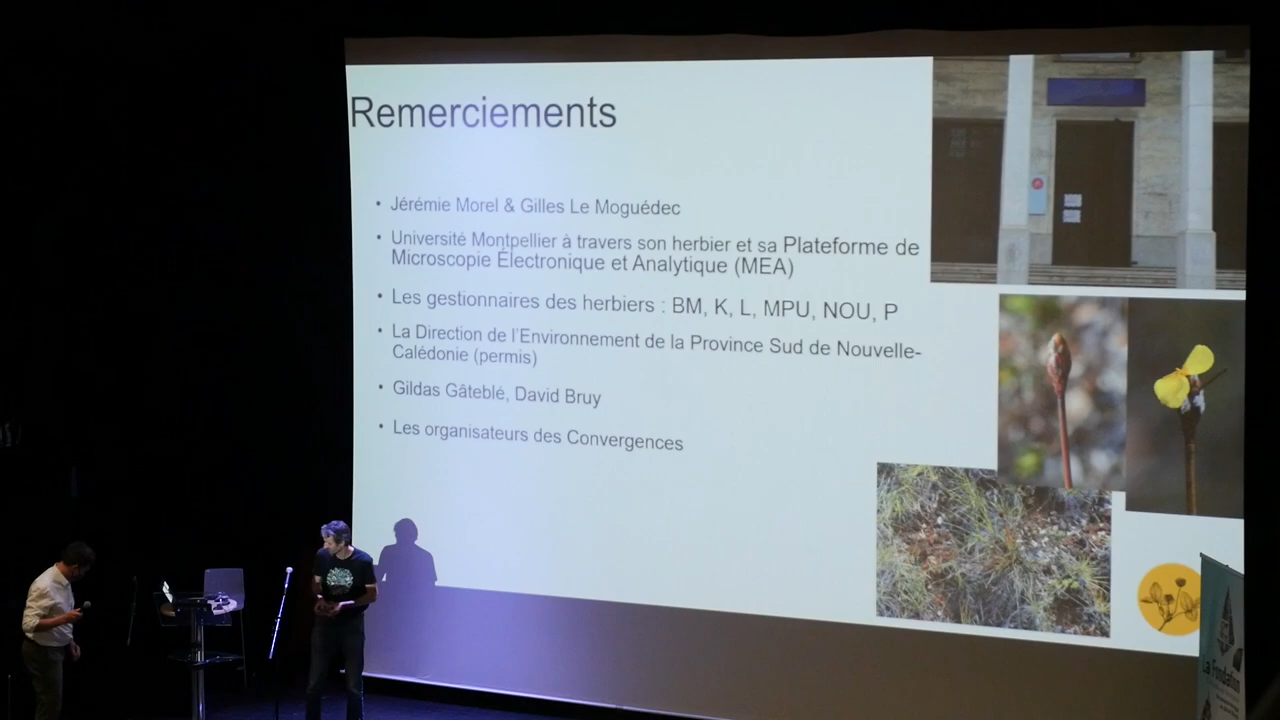 Remerciements
• Jérémie Morel & Gilles Le Moguédec
• Université Montpellier à travers son herbier et sa Plateforme de
Microscopie Électronique et Analytique (MEA)
• Les gestionnaires des herbiers : BM, K, L, MPU, NOU, P
• La Direction de l'Environnement de la Province Sud de Nouvelle-
Calédonie (permis)
• Gildas Gâteblé, David Bruy
• Les organisateurs des Convergences
La Fondation